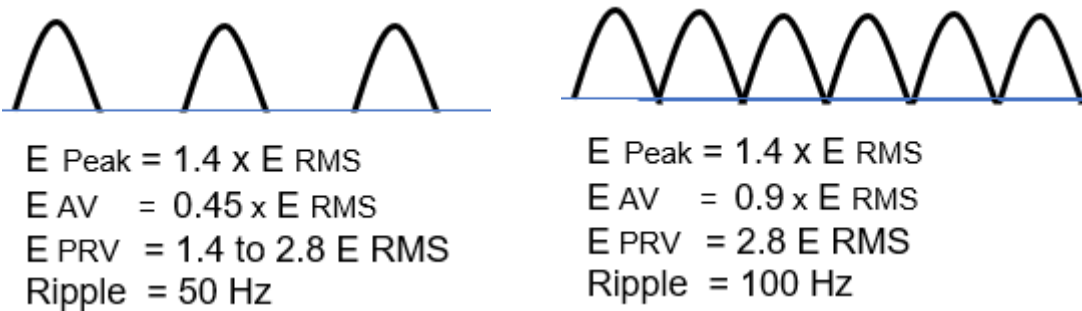 E Peak = 1.4 x E RMS
E AV = 0.45 x E RMS
E PRV = 1.4 to 2.8 E RMS
Ripple = 50 Hz
E Peak = 1.4 x E RMS
E AV = 0.9 x E RMS
E PRV = 2.8 E RMS
Ripple = 100 Hz